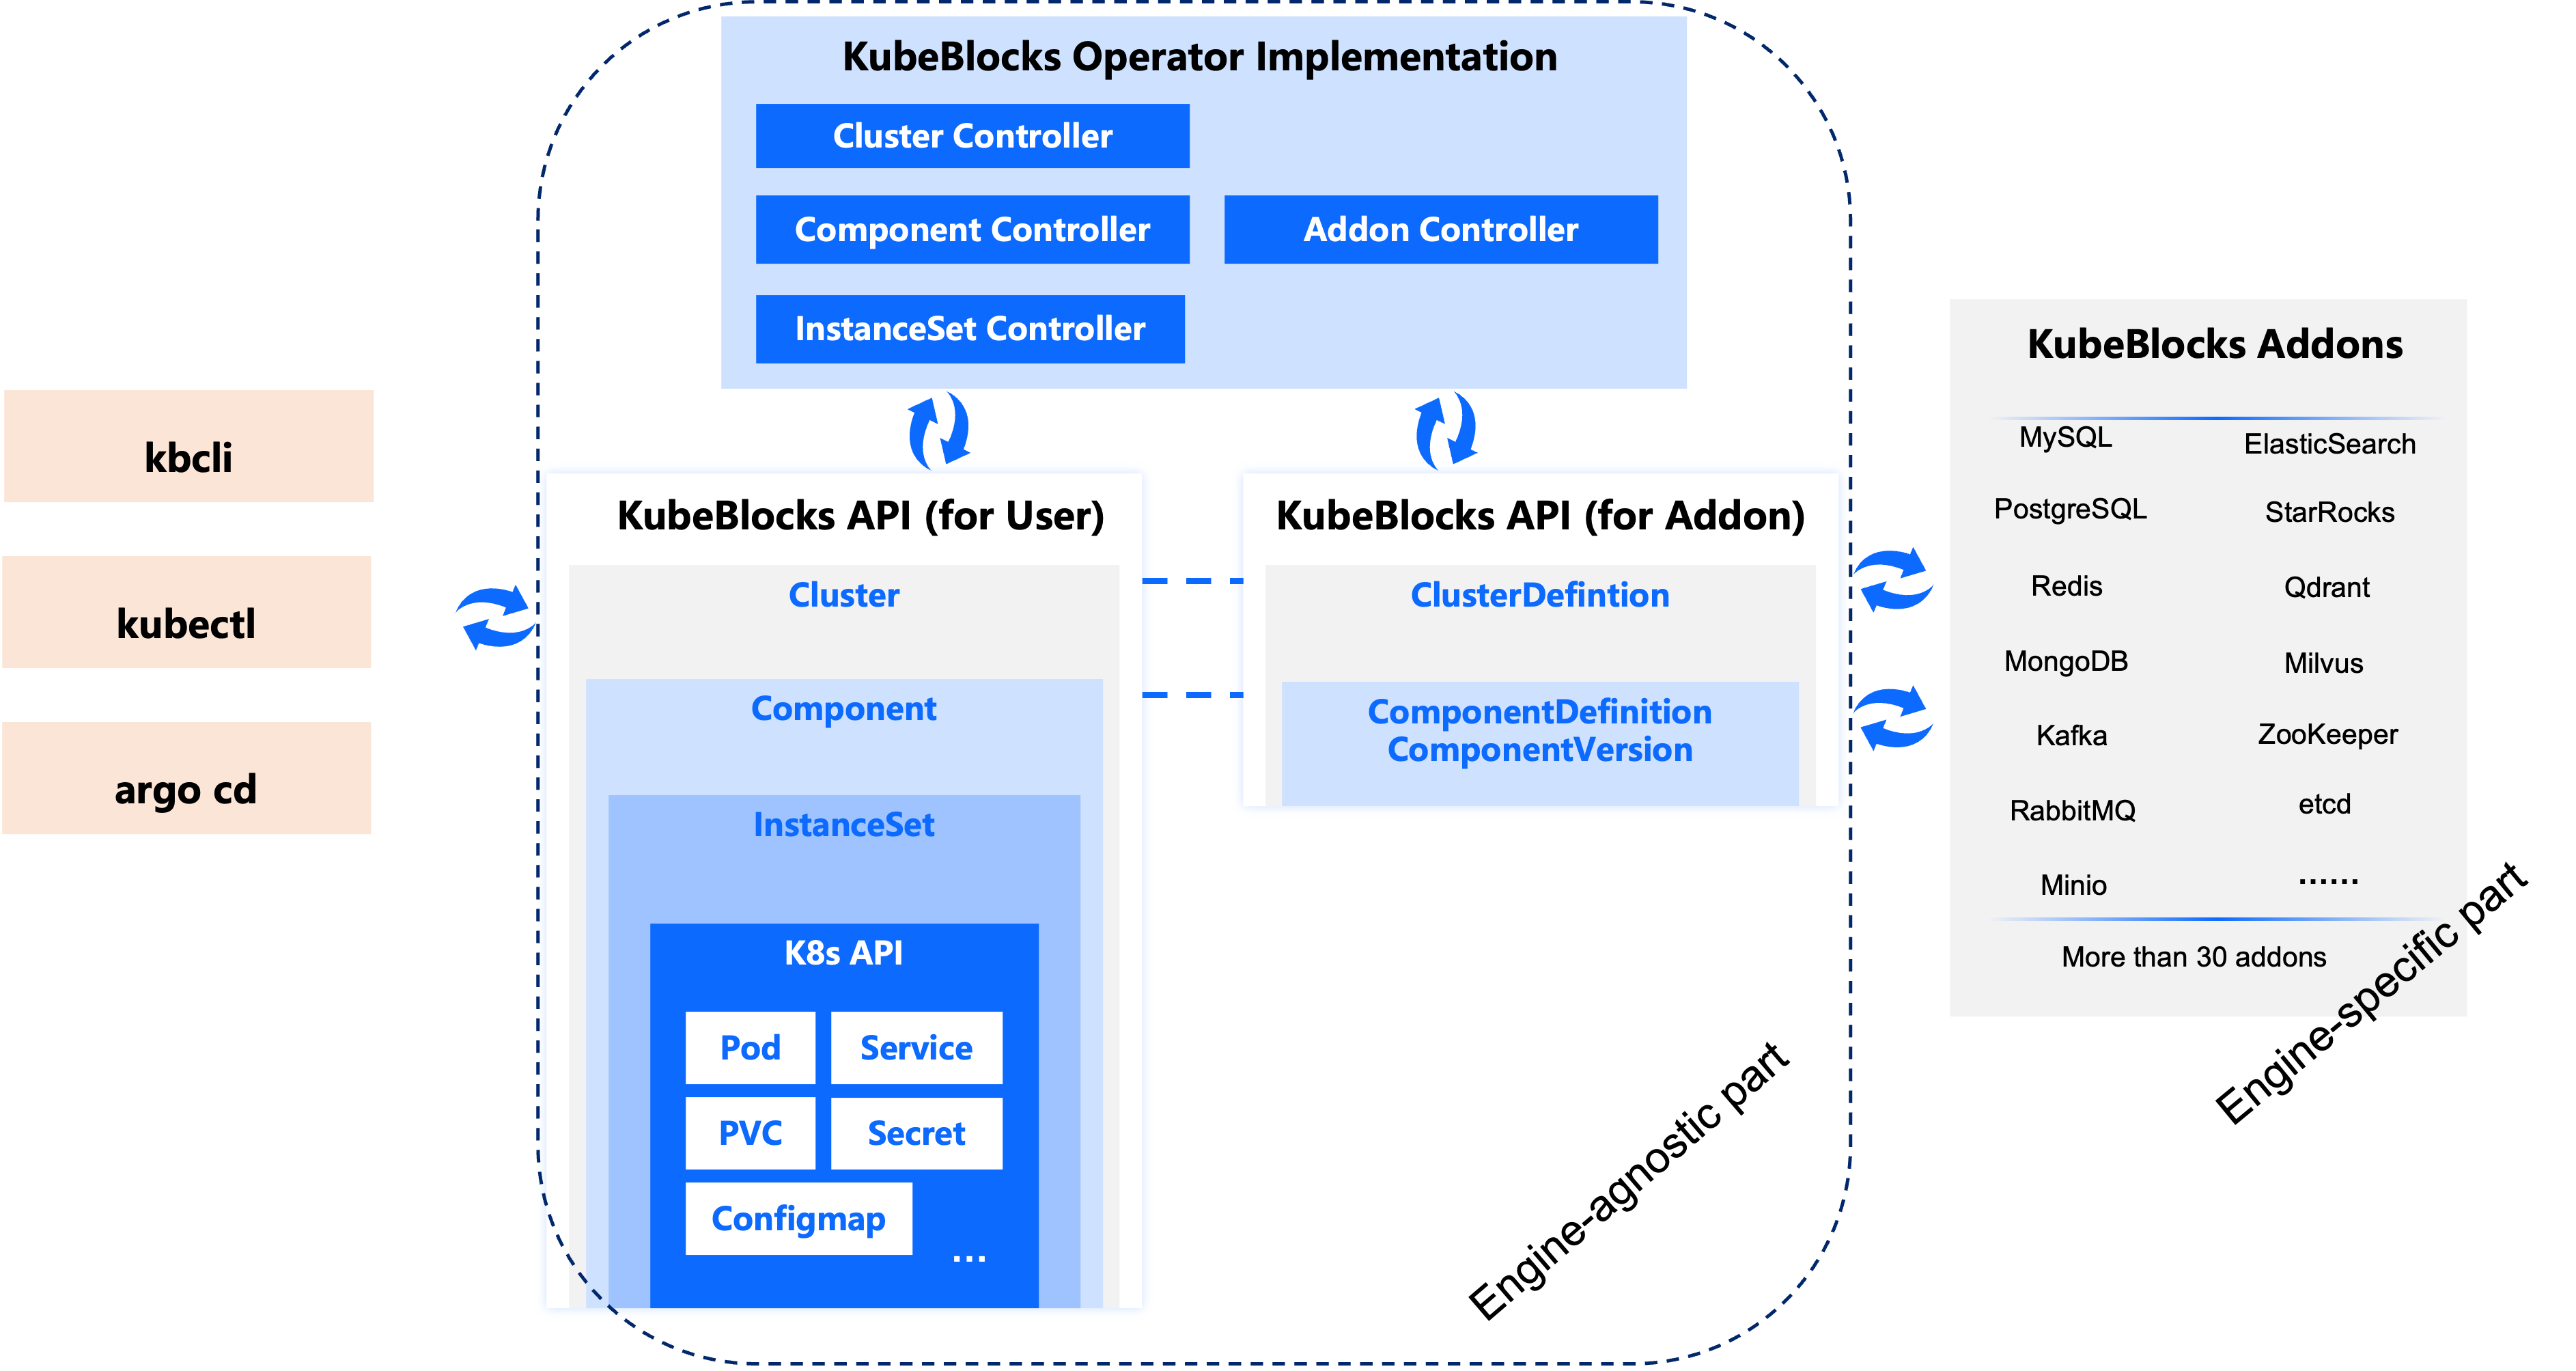 KubeBlocks Operator Implementation
Cluster Controller
Component Controller
Addon Controller
InstanceSet Controller
kbcli
kubectl
argo cd
KubeBlocks API (for User)
Cluster
Component
InstanceSet
K8s API
Pod
Service
PVC
Secret
Configmap
...
KubeBlocks API (for Addon)
ClusterDefintion
ComponentDefinition
ComponentVersion
Engine-agnostic part
KubeBlocks Addons
MySQL
ElasticSearch
PostgreSQL
StarRocks
Redis
Qdrant
MongoDB
Milvus
Kafka
ZooKeeper
RabbitMQ
etcd
Minio
......
More than 30 addons
Engine-specific part